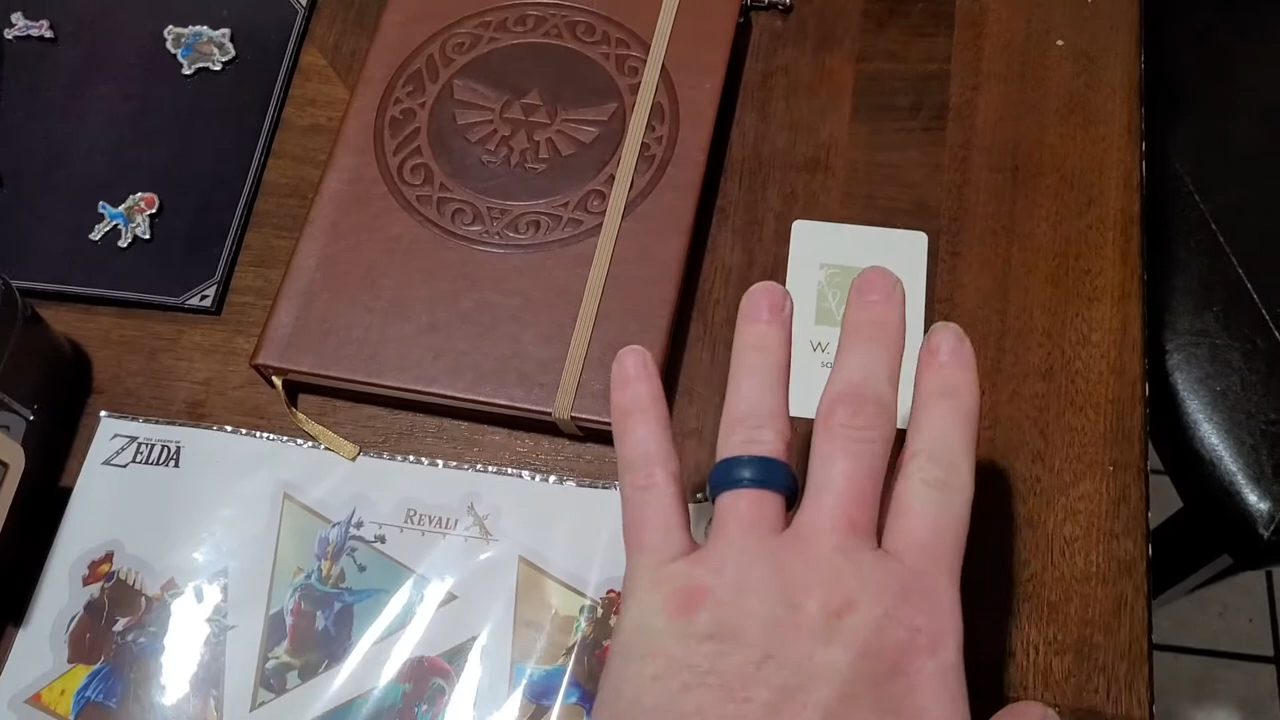 THE LEGEND OF
ZELDA
REVALI
W.